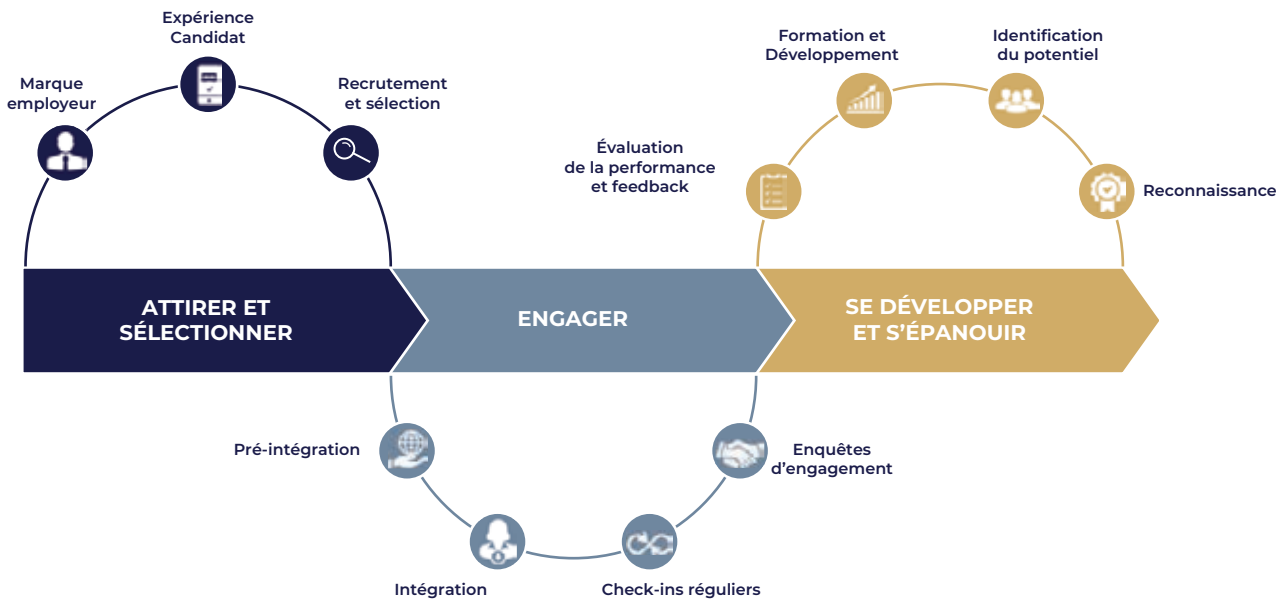 Expérience
Candidat
Marque
employeur
Recrutement
et sélection
Formation et
Développement
Identification
du potentiel
Évaluation
de la performance
et feedback
Reconnaissance
ATTIRER ET
SÉLECTIONNER
ENGAGER
SE DÉVELOPPER
ET S'ÉPANOUIR
Pré-intégration
Enquêtes
d'engagement
Intégration
Check-ins réguliers